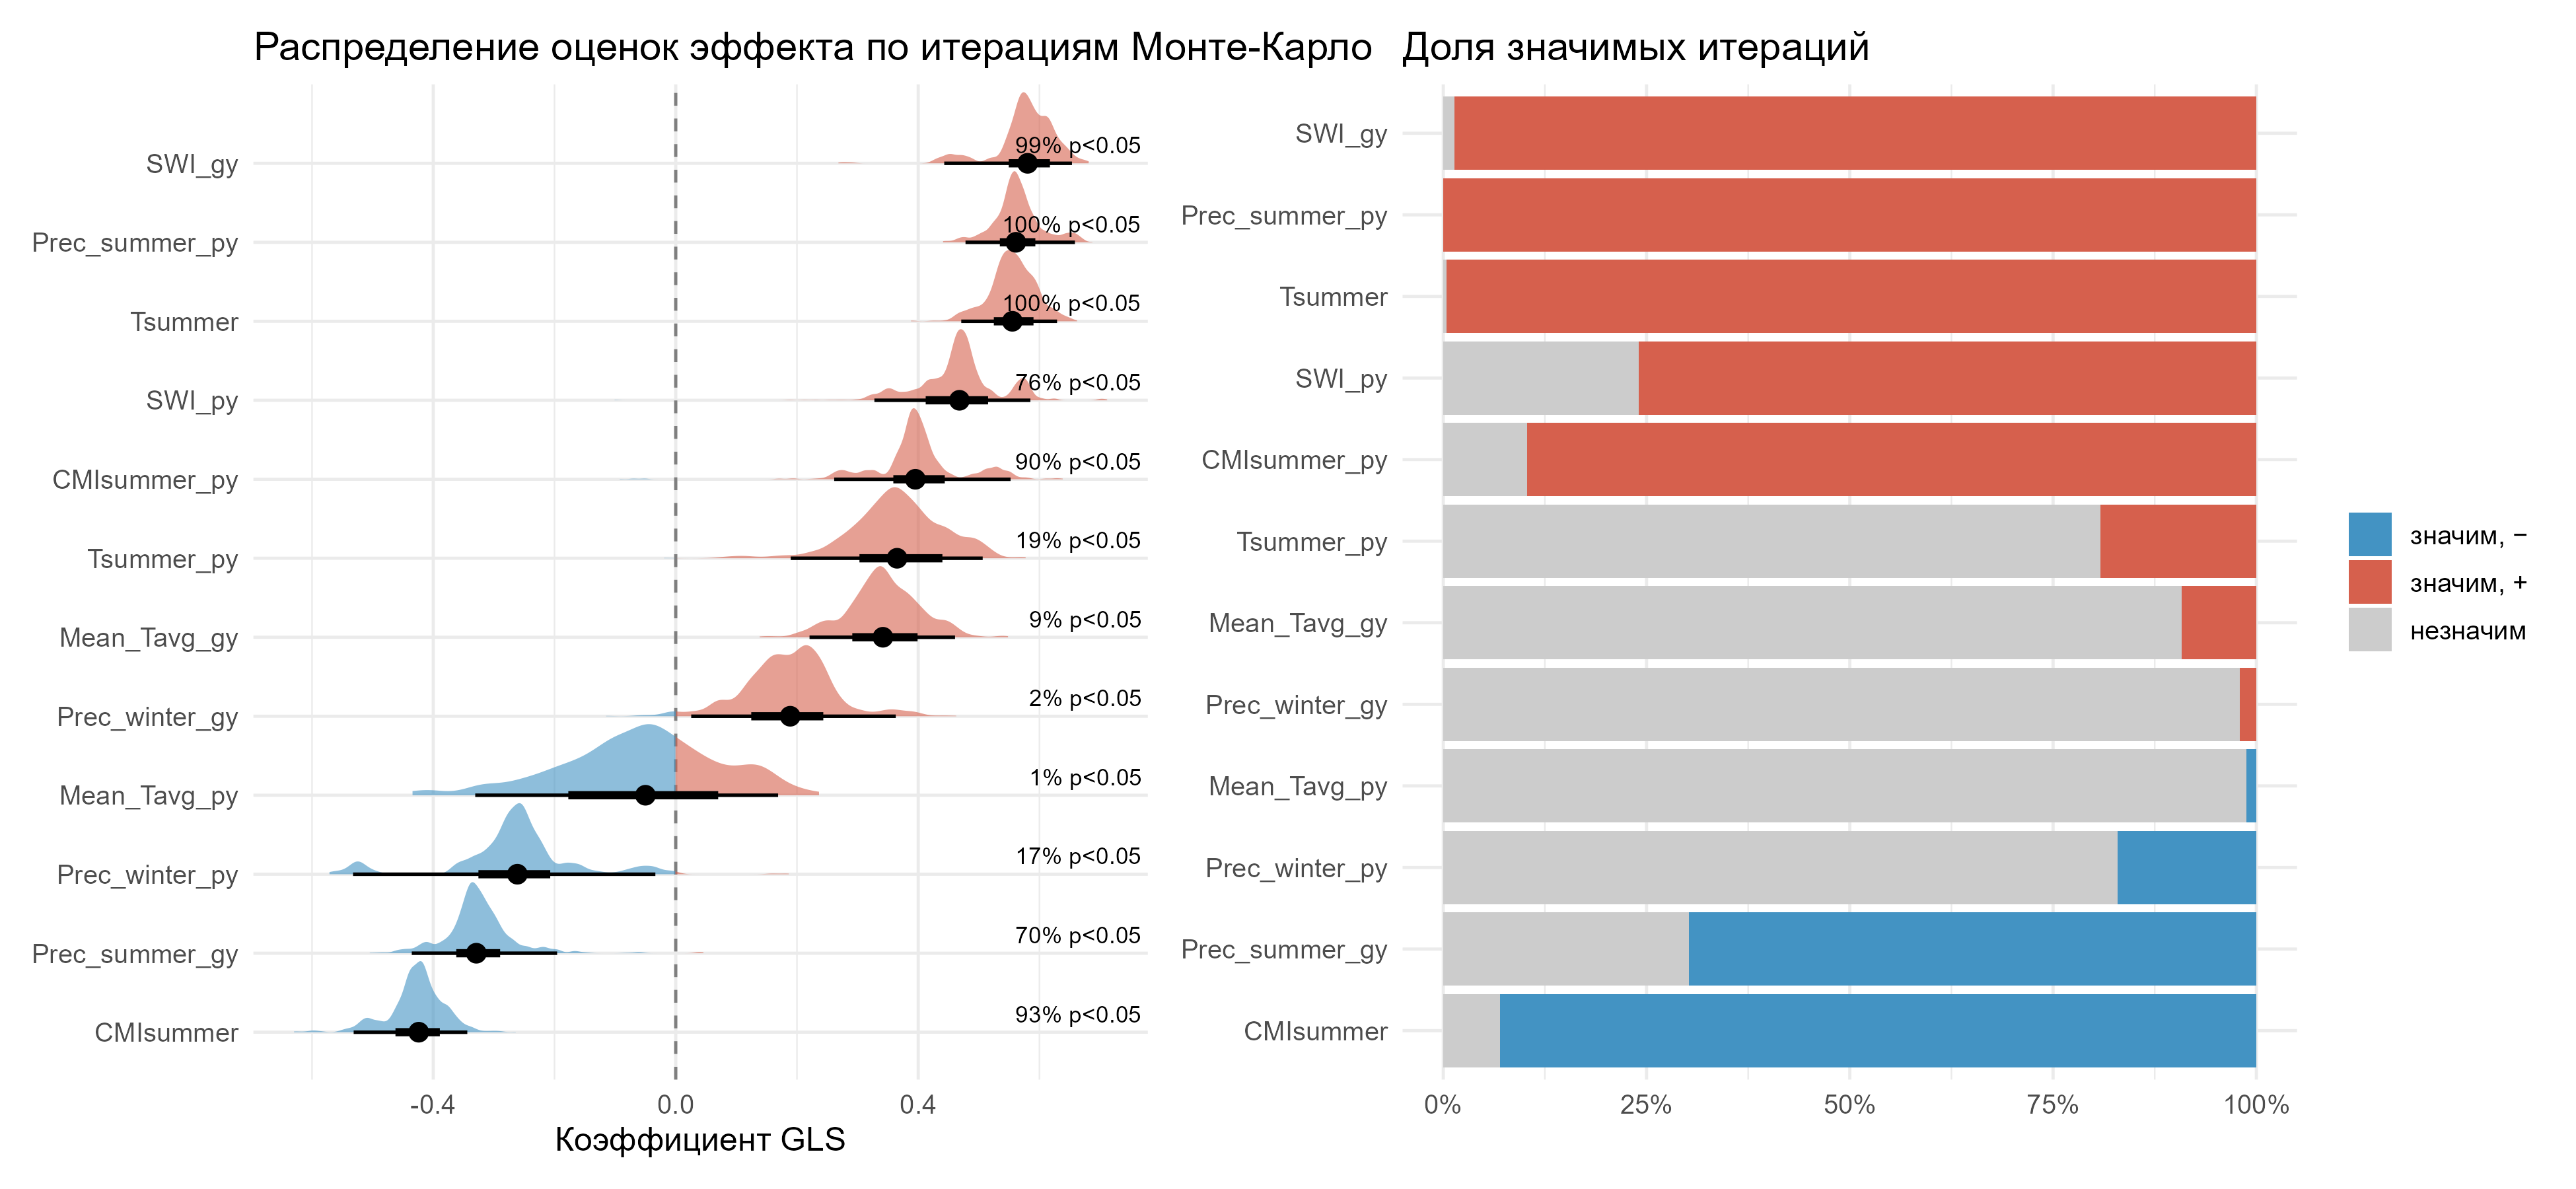 Распределение оценок эффекта по итерациям Монте-Карло
SWI_gy
99% p<0.05
Prec_summer_py
100% p<0.05
Tsummer
100% p<0.05
SWI_py
76% p<0.05
CMIsummer_py
90% p<0.05
Tsummer_py
19% p<0.05
Mean_Tavg_gy
9% p<0.05
Prec_winter_gy
2% p<0.05
Mean_Tavg_py
1% p<0.05
Prec_winter_py
17% p<0.05
Prec_summer_gy
70% p<0.05
CMIsummer
93% p<0.05
-0.4 0.0 0.4
Коэффициент GLS
Доля значимых итераций
SWI_gy
Prec_summer_py
Tsummer
SWI_py
CMIsummer_py
Tsummer_py
Mean_Tavg_gy
Prec_winter_gy
Mean_Tavg_py
Prec_winter_py
Prec_summer_gy
CMIsummer
0% 25% 50% 75% 100%
значим, −
значим, +
незначим